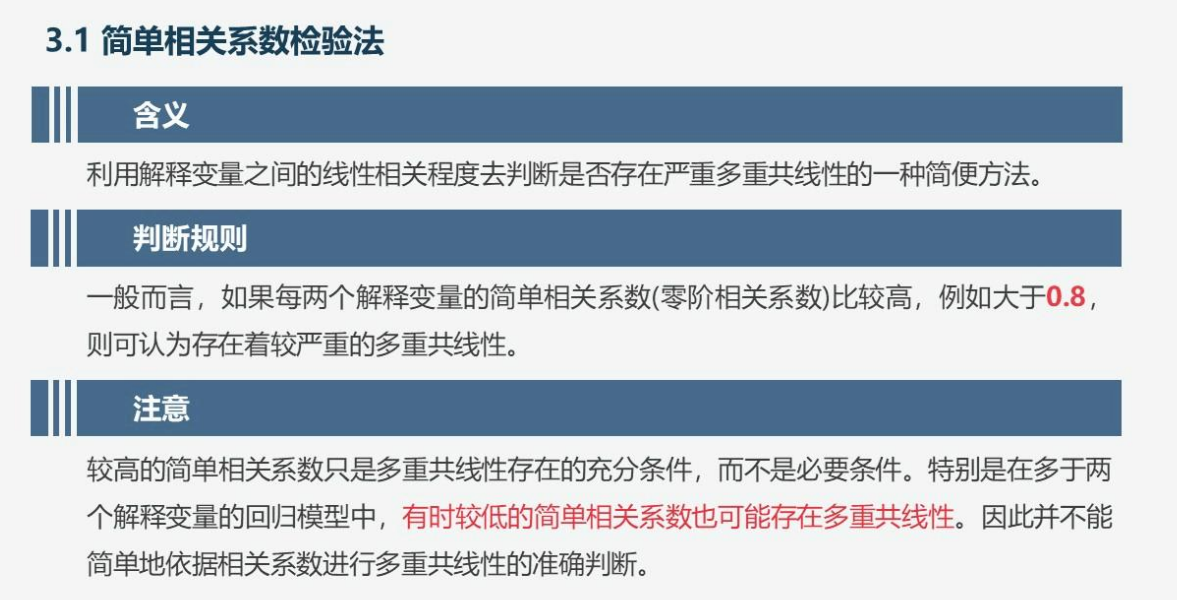 3.1 简单相关系数检验法
含义
利用解释变量之间的线性相关程度去判断是否存在严重多重共线性的一种简便方法。
判断规则
一般而言，如果每两个解释变量的简单相关系数(零阶相关系数)比较高，例如大于0.8，
则可认为存在着较严重的多重共线性。
注意
较高的简单相关系数只是多重共线性存在的充分条件，而不是必要条件。特别是在多于两
个解释变量的回归模型中，有时较低的简单相关系数也可能存在多重共线性。因此并不能
简单地依据相关系数进行多重共线性的准确判断。